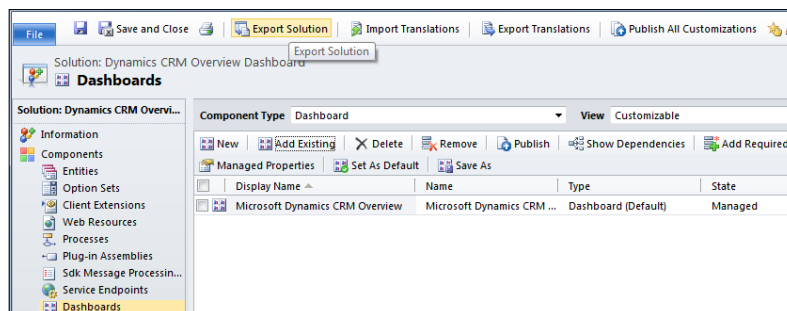 File Save and Close Export Solution Import Translations Export Translations Publish All Customizations
Export Solution
Solution: Dynamics CRM Overview Dashboard
Dashboards
Solution: Dynamics CRM Overvi...
Component Type Dashboard View Customizable
Information
New Add Existing Delete Remove Publish Show Dependencies Add Required
Components
Managed Properties Set As Default Save As
Entities
Display Name Name Type State
Option Sets
Client Extensions
Microsoft Dynamics CRM Overview Microsoft Dynamics CRM ... Dashboard (Default) Managed
Web Resources
Processes
Plug-in Assemblies
Sdk Message Processin...
Service Endpoints
Dashboards